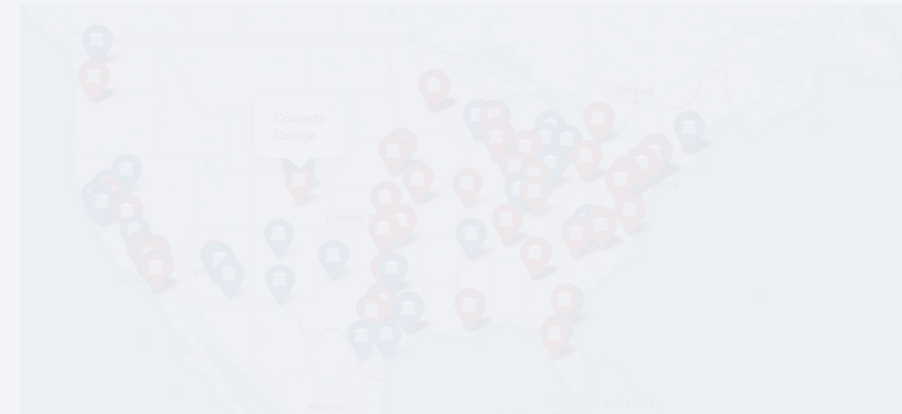 Ottawa
Colorado ×
College
United
Mexico
The Bahamas